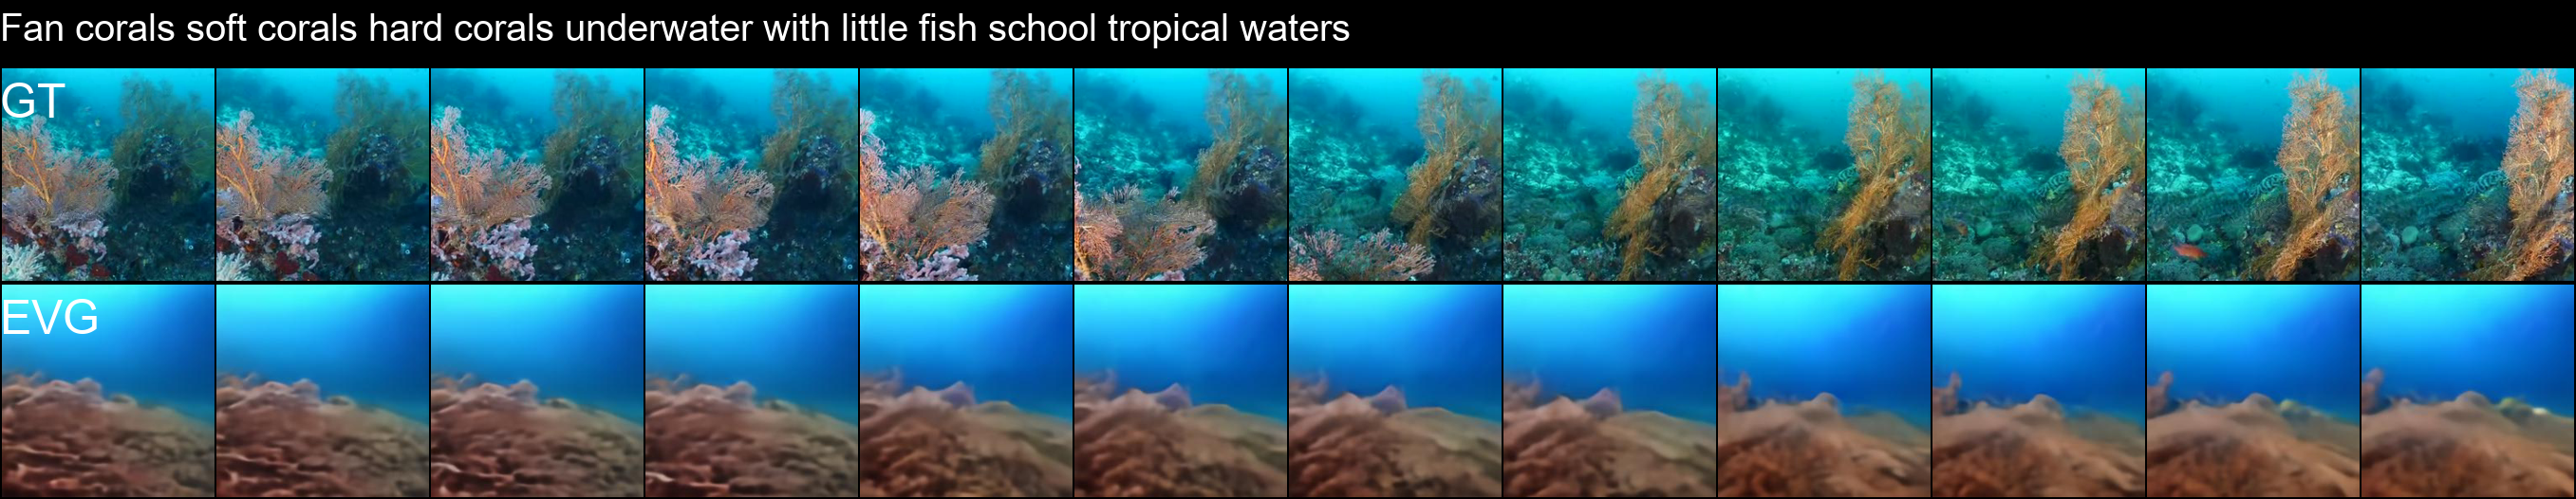 Fan corals soft corals hard corals underwater with little fish school tropical waters
GT
EVG